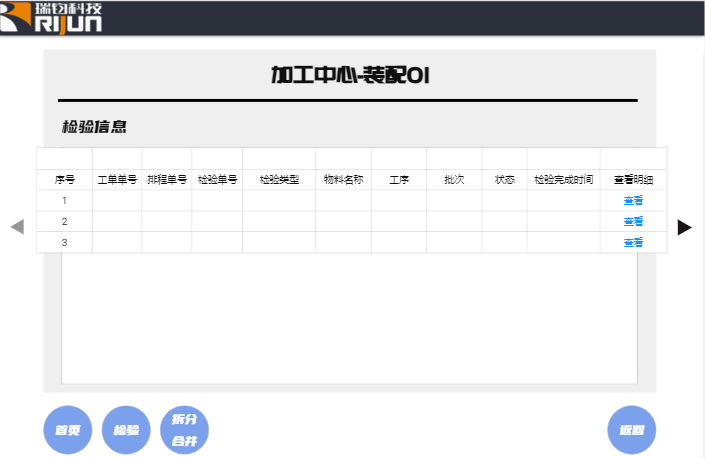 瑞钧科技
RIJUN
加工中心-装配01
检验信息
序号 工单单号 排程单号 检验单号 检验类型 物料名称 工序 批次 状态 检验完成时间 查看明细
1 查看
2 查看
3 查看
首页 检验 拆分 返回
合并